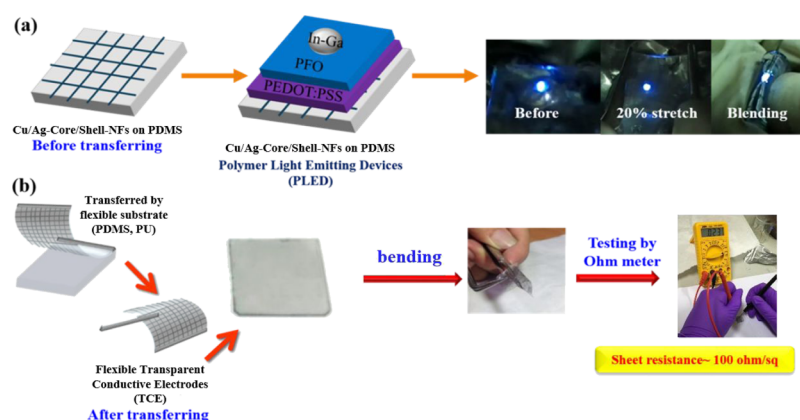 (a)
In-Ga
PFO
PEDOT:PSS
Cu/Ag-Core/Shell-NFs on PDMS
Before transferring
Cu/Ag-Core/Shell-NFs on PDMS
Polymer Light Emitting Devices
(PLED)
Before
20% stretch
Blending
(b)
Transferred by
flexible substrate
(PDMS, PU)
Flexible Transparent
Conductive Electrodes
(TCE)
After transferring
bending
Testing by
Ohm meter
Sheet resistance~ 100 ohm/sq